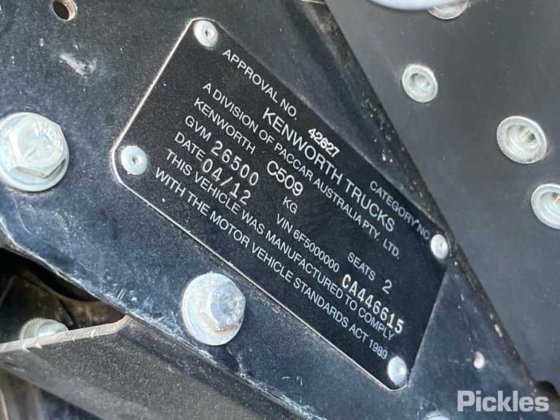 APPROVAL NO. 42627 CATEGORY NC
KENWORTH TRUCKS
A DIVISION OF PACCAR AUSTRALIA PTY. LTD.
KENWORTH C509
GVM 26500 KG SEATS 2
DATE 04/12 VIN 6F5000000 CA446615
THIS VEHICLE WAS MANUFACTURED TO COMPLY
WITH THE MOTOR VEHICLE STANDARDS ACT 1989
Pickles